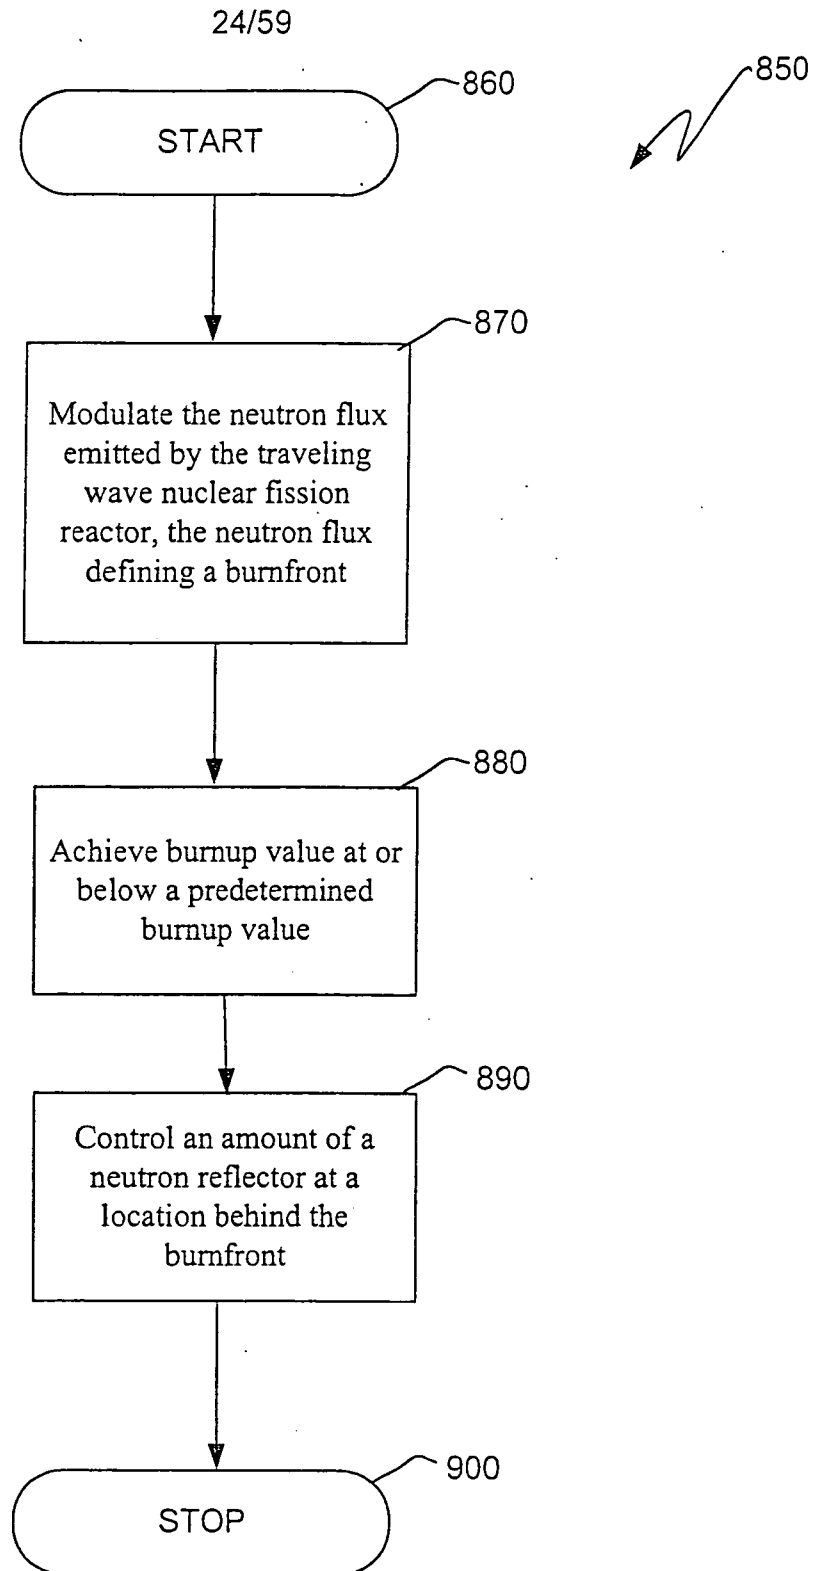 24/59
850
860
START
870
Modulate the neutron flux
emitted by the traveling
wave nuclear fission
reactor, the neutron flux
defining a burnfront
880
Achieve burnup value at or
below a predetermined
burnup value
890
Control an amount of a
neutron reflector at a
location behind the
burnfront
900
STOP